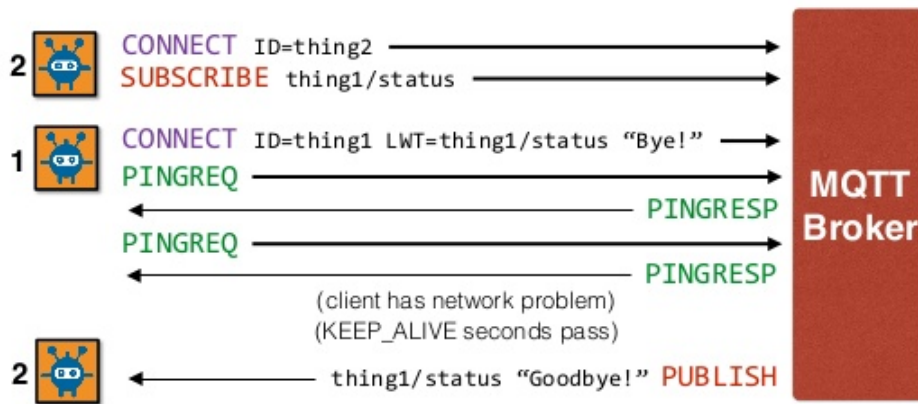 2 CONNECT ID=thing2
SUBSCRIBE thing1/status
1 CONNECT ID=thing1 LWT=thing1/status “Bye!”
PINGREQ
PINGRESP
PINGREQ
PINGRESP
(client has network problem)
(KEEP_ALIVE seconds pass)
2 thing1/status “Goodbye!” PUBLISH
MQTT
Broker